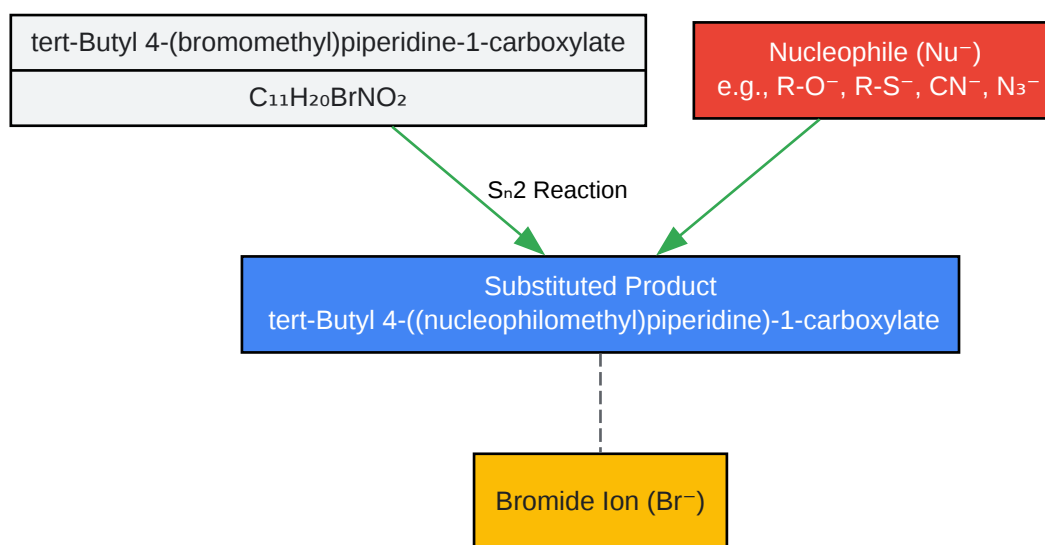 tert-Butyl 4-(bromomethyl)piperidine-1-carboxylate
C₁₁H₂₀BrNO₂
Nucleophile (Nu⁻)
e.g., R-O⁻, R-S⁻, CN⁻, N₃⁻
Sₙ2 Reaction
Substituted Product
tert-Butyl 4-((nucleophilomethyl)piperidine)-1-carboxylate
Bromide Ion (Br⁻)